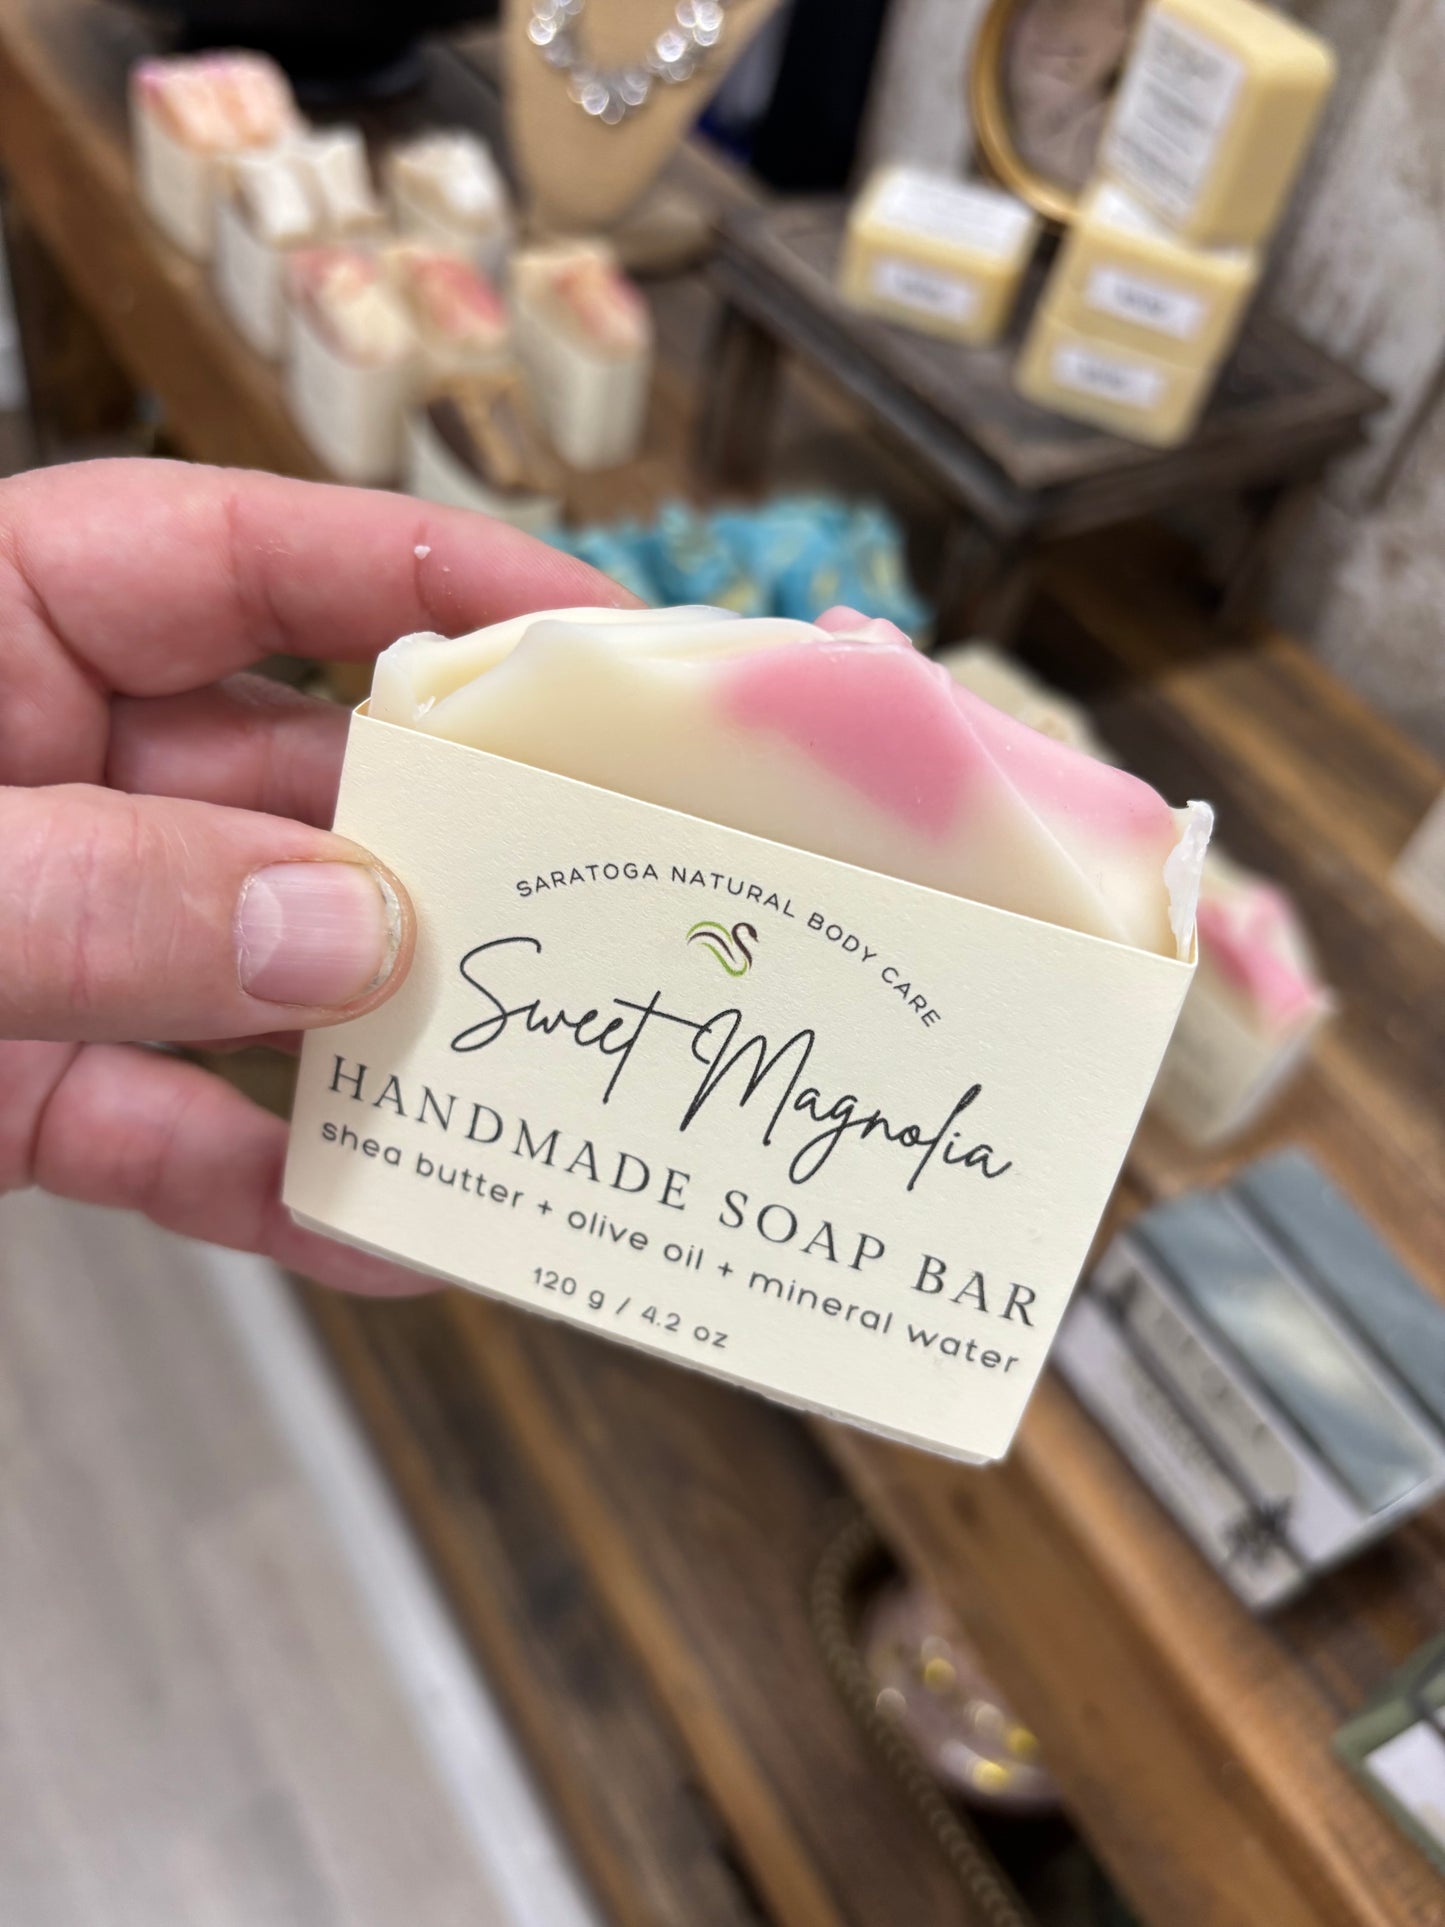 SARATOGA NATURAL BODY CARE
Sweet Magnolia
HANDMADE SOAP BAR
shea butter + olive oil + mineral water
120 g / 4.2 oz